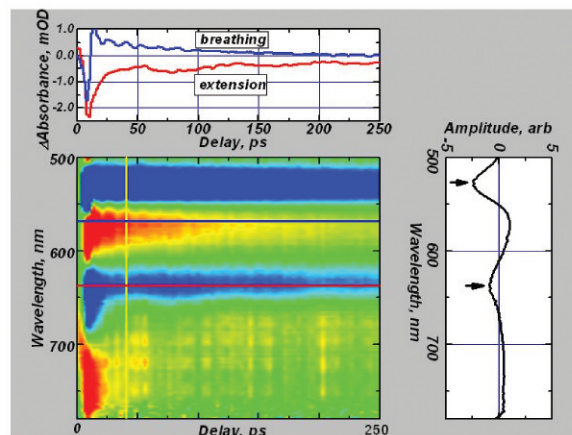 ΔAbsorbance, mOD
1.0
0.0
-1.0
-2.0
breathing
extension
0 50 100 150 200 250
Delay, ps
Wavelength, nm
500
600
700
0 Delay, ps 250
Amplitude, arb
-5 0 5
500
600
700
Wavelength, nm